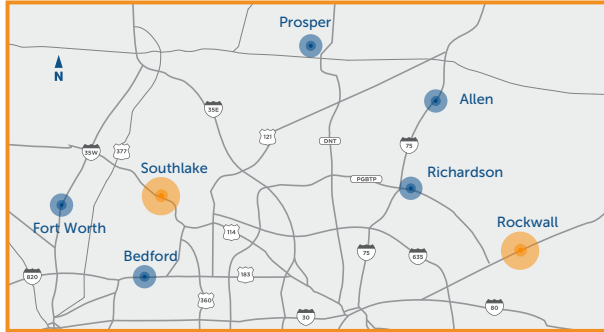 Prosper
N
Allen
35E
121
DNT
75
35W
377
Southlake
PGBTP
Richardson
Fort Worth
Rockwall
114
Bedford
75
635
820
183
360
30
80